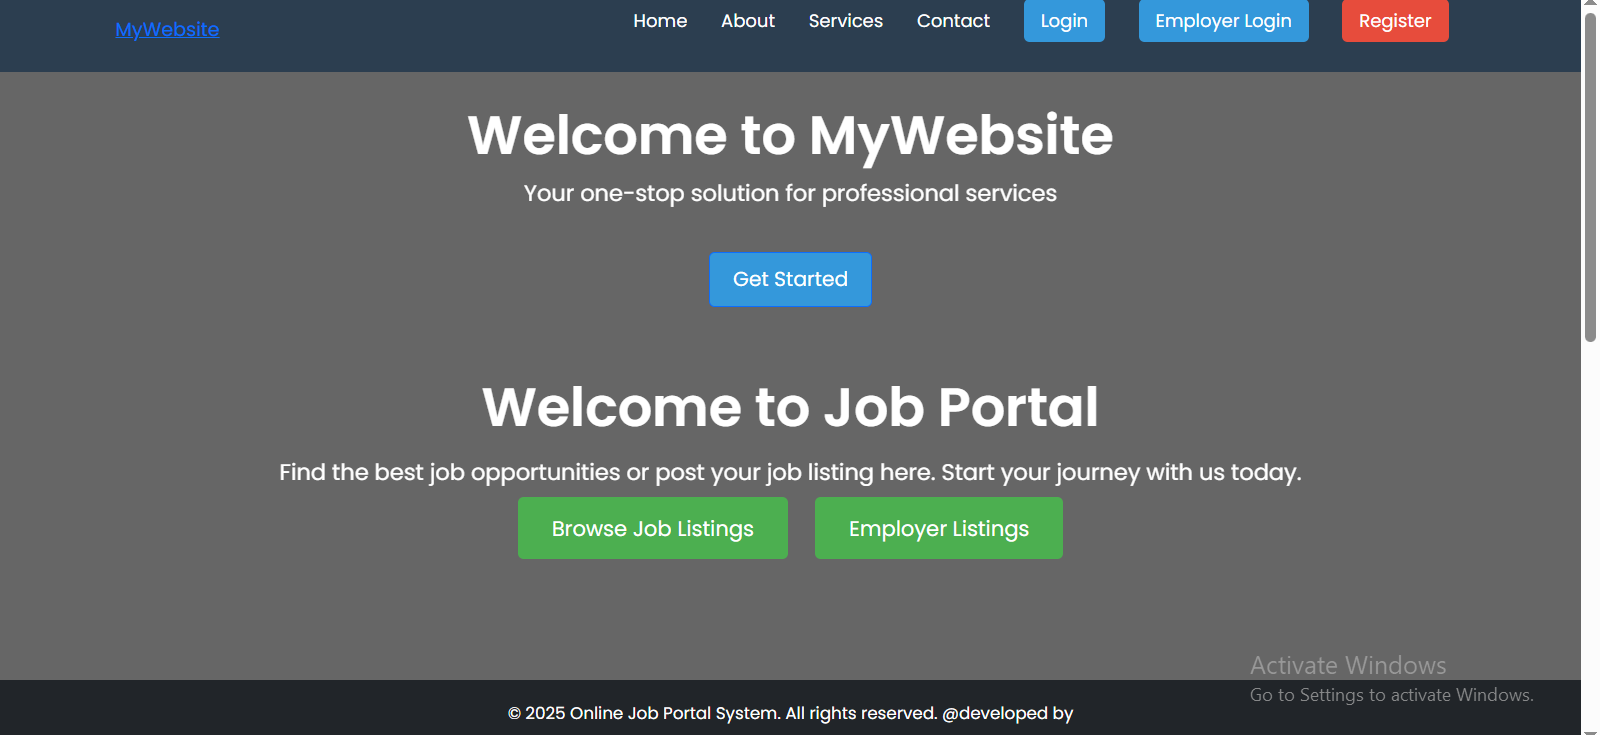 MyWebsite Home About Services Contact Login Employer Login Register
Welcome to MyWebsite
Your one-stop solution for professional services
Get Started
Welcome to Job Portal
Find the best job opportunities or post your job listing here. Start your journey with us today.
Browse Job Listings Employer Listings
Activate Windows
Go to Settings to activate Windows.
© 2025 Online Job Portal System. All rights reserved. @developed by